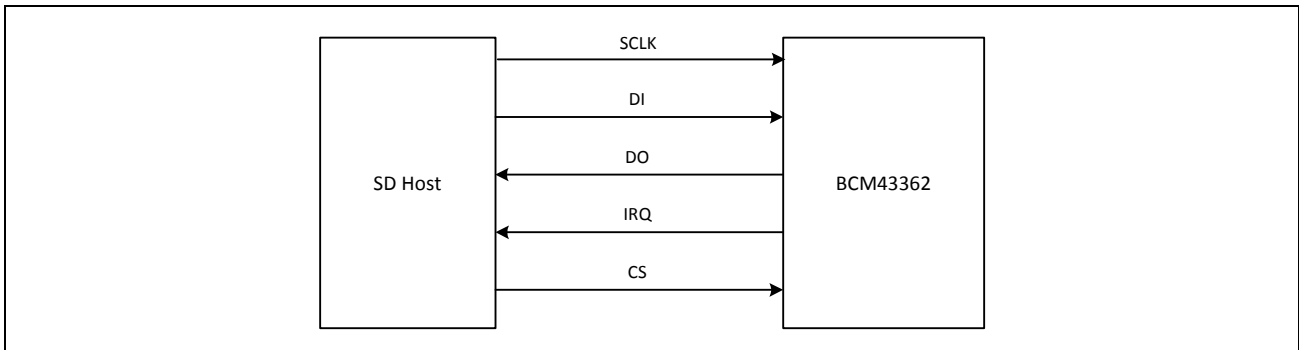 SCLK
DI
DO
SD Host
BCM43362
IRQ
CS